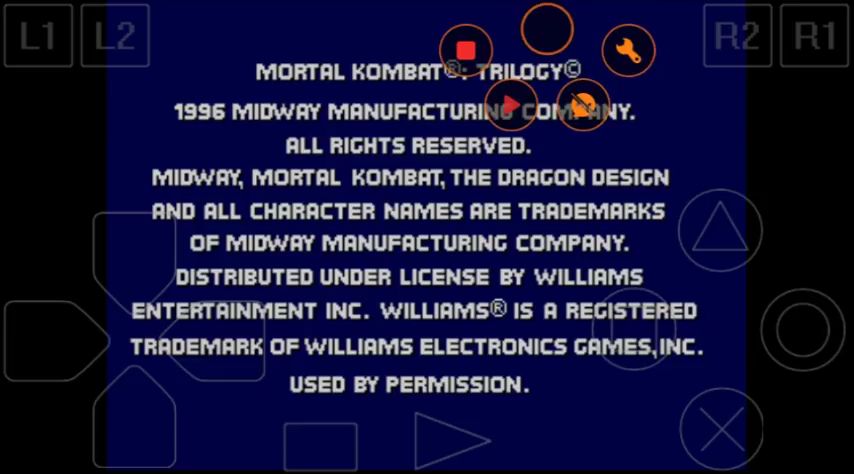 L1 L2 R2 R1
MORTAL KOMBAT®: TRILOGY©
1996 MIDWAY MANUFACTURING COMPANY.
ALL RIGHTS RESERVED.
MIDWAY, MORTAL KOMBAT, THE DRAGON DESIGN
AND ALL CHARACTER NAMES ARE TRADEMARKS
OF MIDWAY MANUFACTURING COMPANY.
DISTRIBUTED UNDER LICENSE BY WILLIAMS
ENTERTAINMENT INC. WILLIAMS® IS A REGISTERED
TRADEMARK OF WILLIAMS ELECTRONICS GAMES,INC.
USED BY PERMISSION.